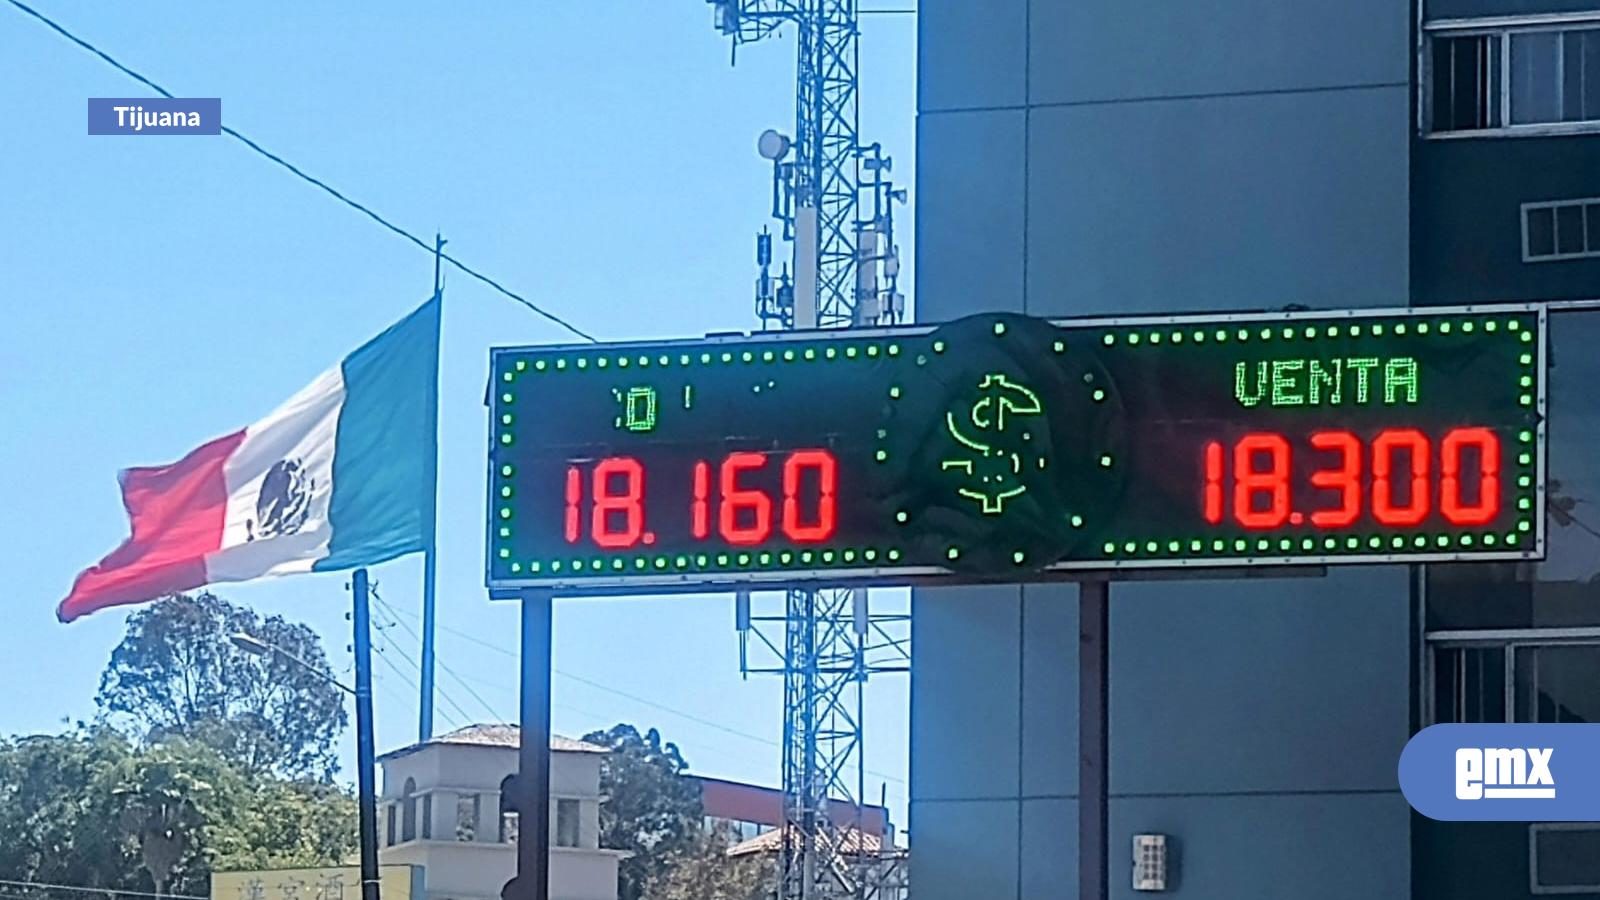 Tijuana
VENTA
18.160
18.300
$
emx